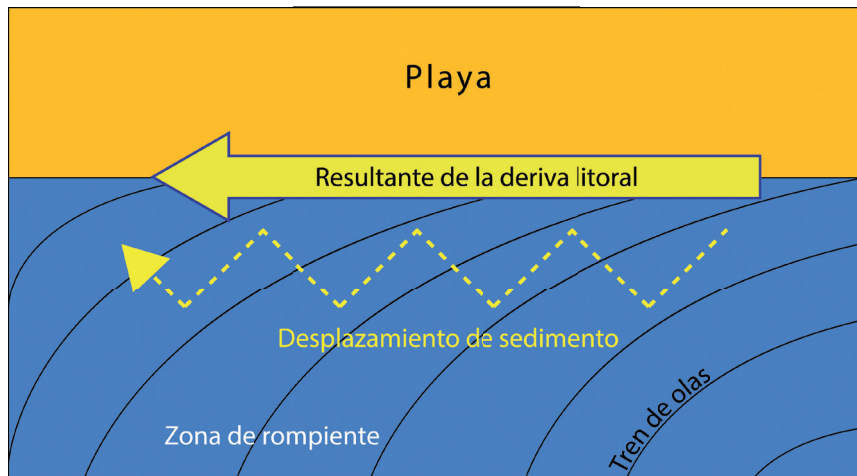 Playa
Resultante de la deriva litoral
Desplazamiento de sedimento
Zona de rompiente
Tren de olas